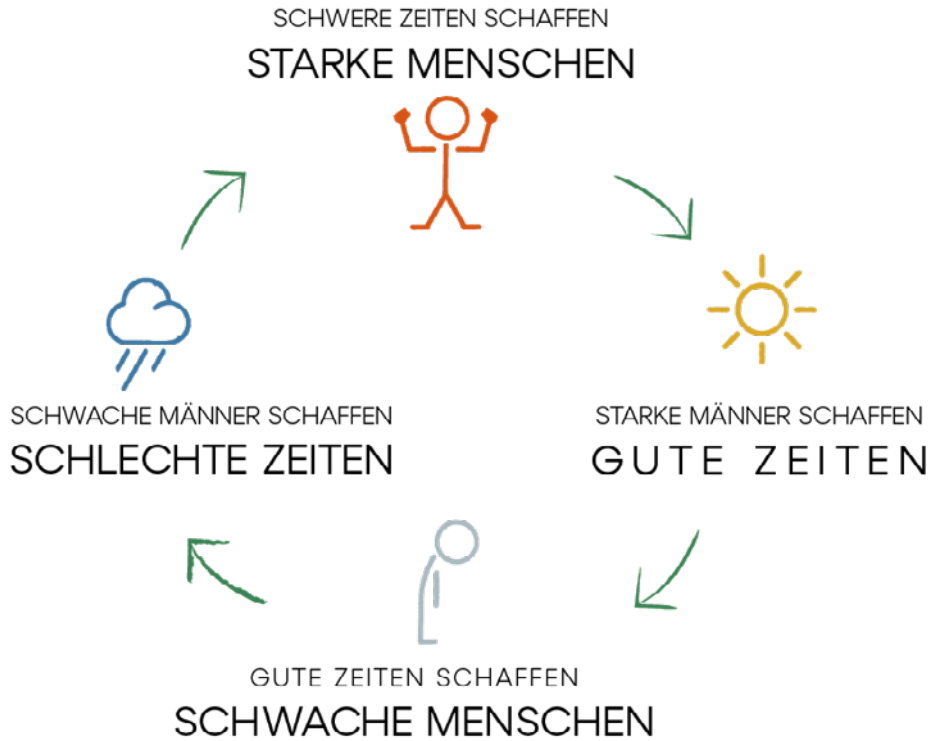 SCHWERE ZEITEN SCHAFFEN
STARKE MENSCHEN
SCHWACHE MÄNNER SCHAFFEN
SCHLECHTE ZEITEN
STARKE MÄNNER SCHAFFEN
GUTE ZEITEN
GUTE ZEITEN SCHAFFEN
SCHWACHE MENSCHEN